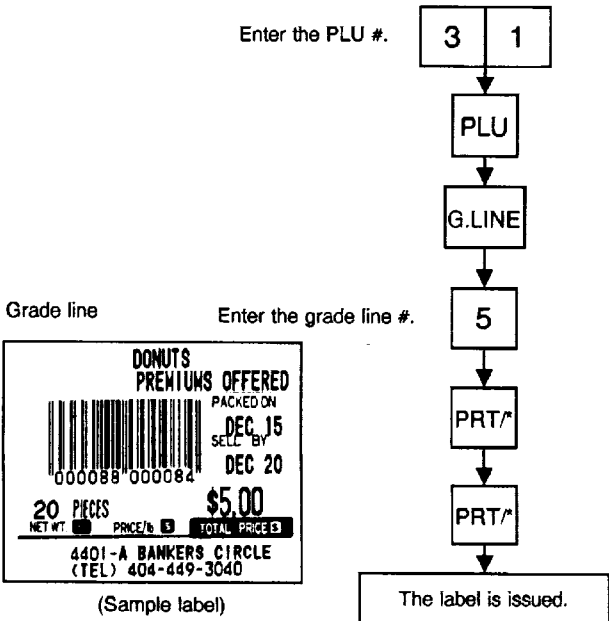 Enter the PLU #.
3 1
PLU
G.LINE
Grade line
Enter the grade line #.
5
DONUTS
PREMIUMS OFFERED
PACKED ON
DEC 15
SELL BY
DEC 20
000088 000084
20 PIECES
$5.00
NET WT. PRICE/lb $ TOTAL PRICE $
4401-A BANKERS CIRCLE
(TEL) 404-449-3040
(Sample label)
PRT/*
PRT/*
The label is issued.